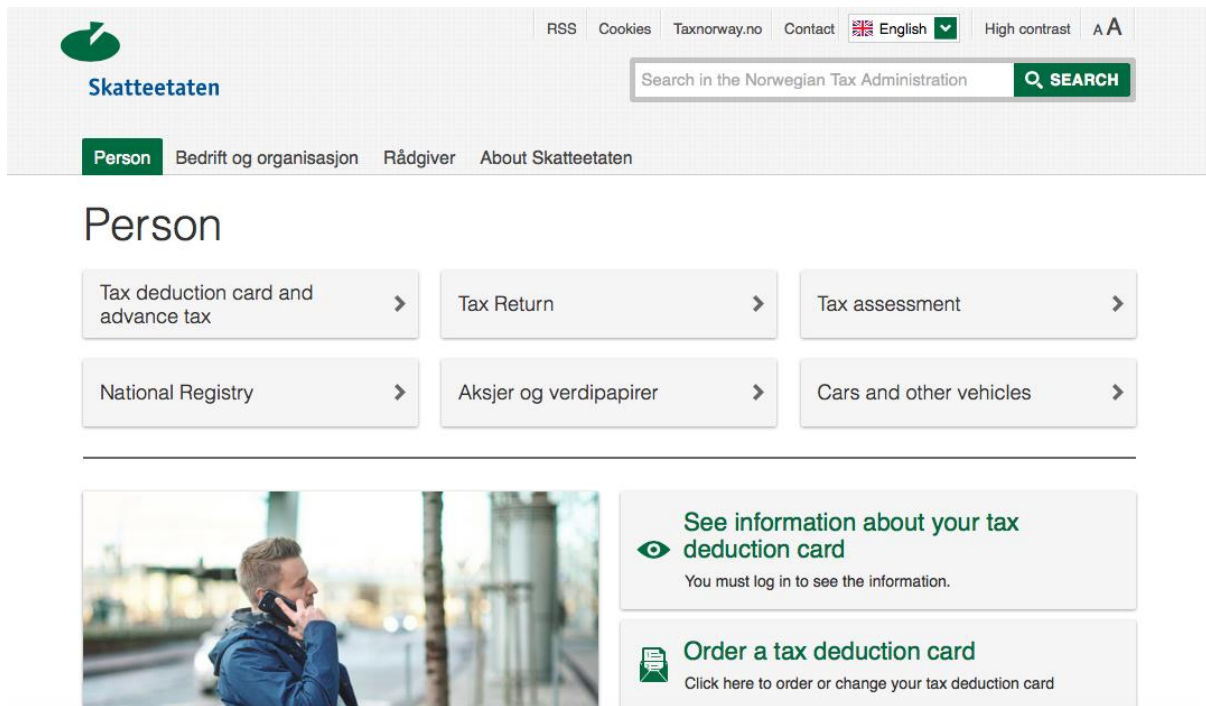 RSS Cookies Taxnorway.no Contact English High contrast A A
Skatteetaten
Search in the Norwegian Tax Administration SEARCH
Person Bedrift og organisasjon Rådgiver About Skatteetaten
Person
Tax deduction card and
advance tax
Tax Return
Tax assessment
National Registry
Aksjer og verdipapirer
Cars and other vehicles
See information about your tax
deduction card
You must log in to see the information.
Order a tax deduction card
Click here to order or change your tax deduction card